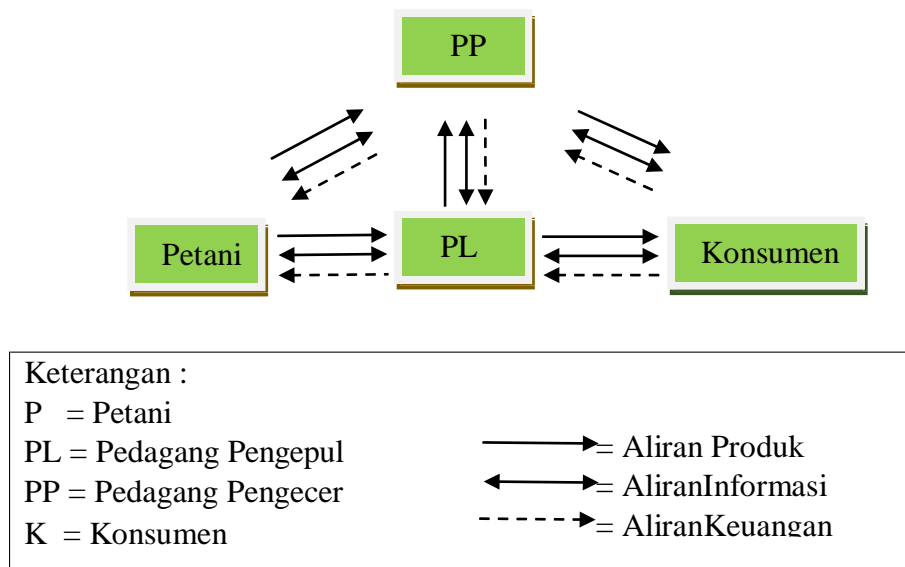 PP
Petani
PL
Konsumen
Keterangan :
P = Petani
PL = Pedagang Pengepul
PP = Pedagang Pengecer
K = Konsumen
= Aliran Produk
= AliranInformasi
= AliranKeuangan